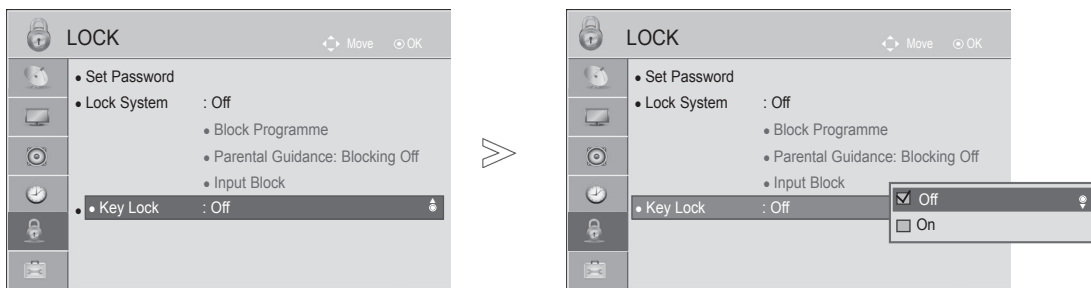 LOCK
Move OK
• Set Password
• Lock System : Off
• Block Programme
• Parental Guidance: Blocking Off
• Input Block
• • Key Lock : Off
LOCK
Move OK
• Set Password
• Lock System : Off
• Block Programme
• Parental Guidance: Blocking Off
• Input Block
• Key Lock : Off
Off
On